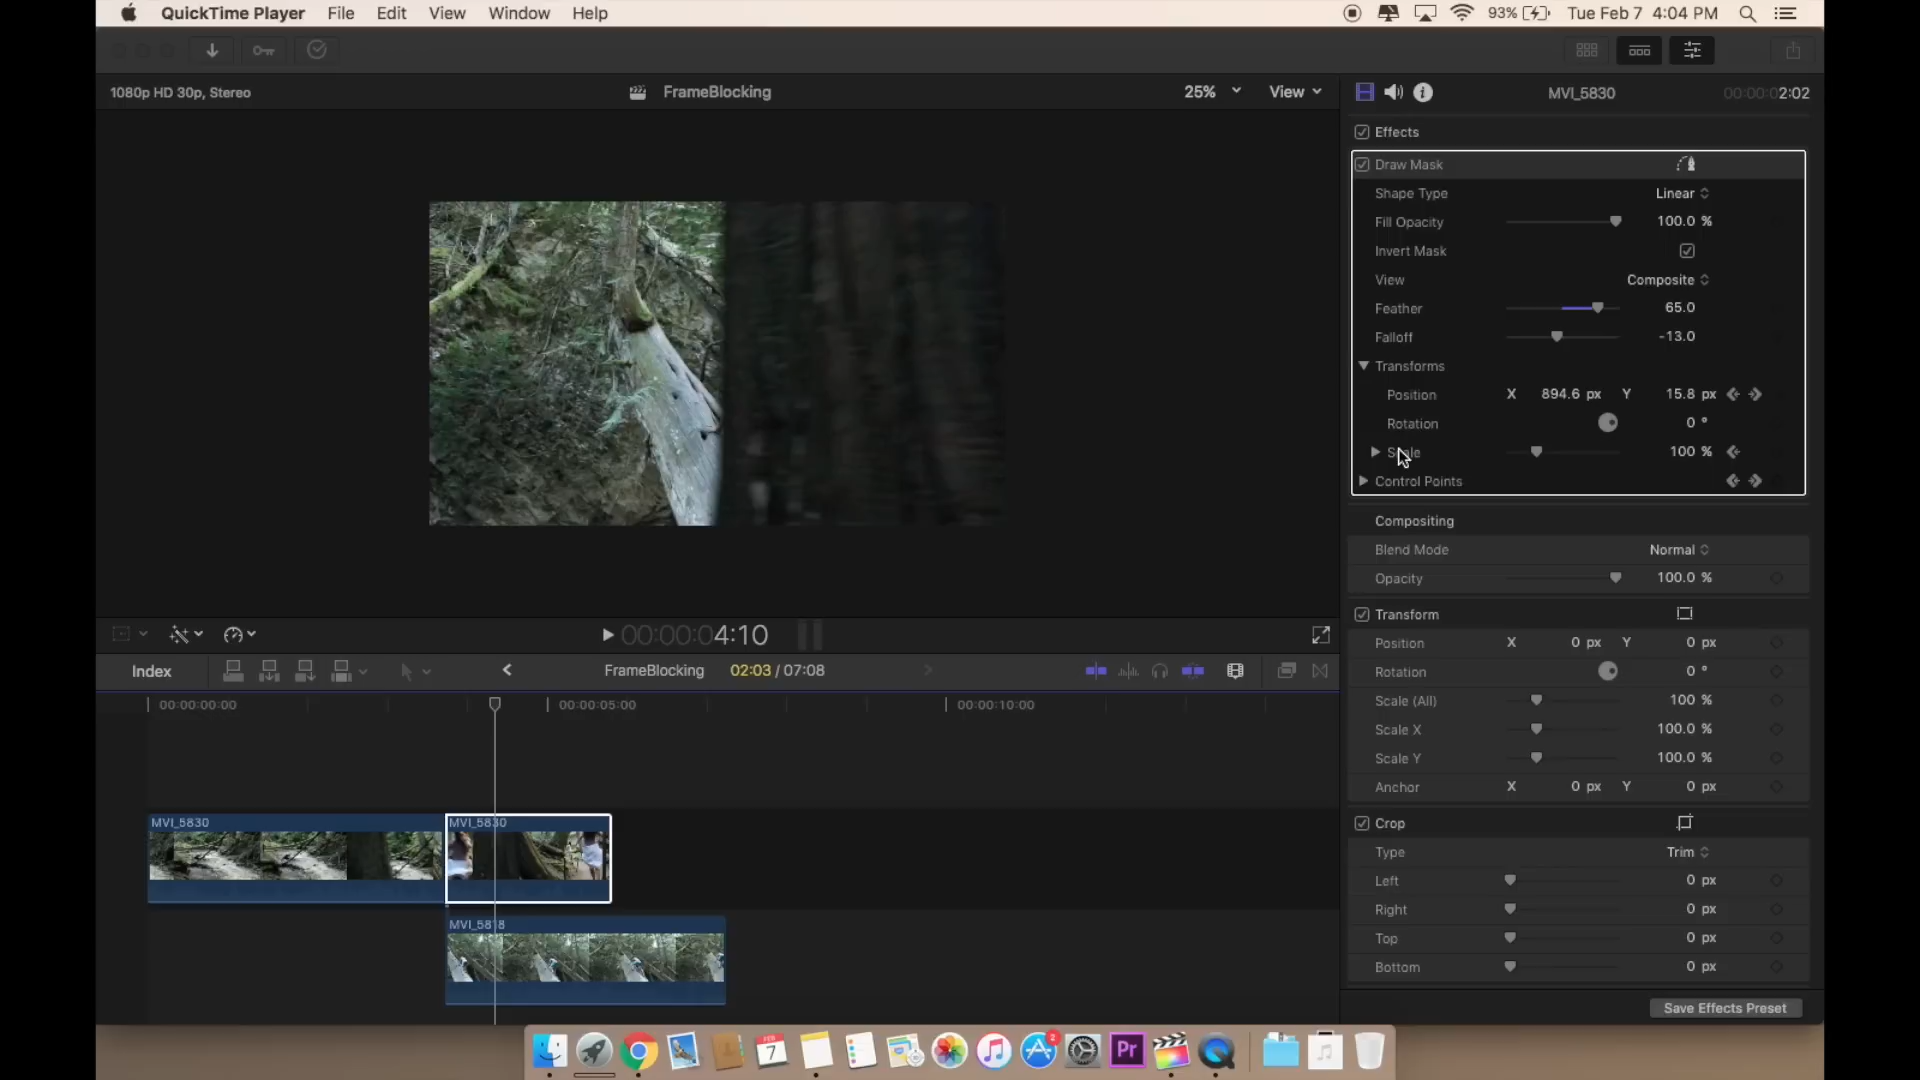 QuickTime Player File Edit View Window Help 93% Tue Feb 7 4:04 PM
1080p HD 30p, Stereo FrameBlocking 25% View MVI_5830 00:00:02:02
Effects
Draw Mask
Shape Type Linear
Fill Opacity 100.0 %
Invert Mask
View Composite
Feather 65.0
Falloff -13.0
Transforms
Position X 894.6 px Y 15.8 px
Rotation 0 °
Scale 100 %
Control Points
Compositing
Blend Mode Normal
Opacity 100.0 %
Transform
Position X 0 px Y 0 px
Rotation 0 °
Scale (All) 100 %
Scale X 100.0 %
Scale Y 100.0 %
Anchor X 0 px Y 0 px
Crop
Type Trim
Left 0 px
Right 0 px
Top 0 px
Bottom 0 px
Save Effects Preset
00:00:04:10
Index FrameBlocking 02:03 / 07:08
00:00:00:00 00:00:05:00 00:00:10:00
MVI_5830 MVI_5830
MVI_5818
FEB
7
2
Pr